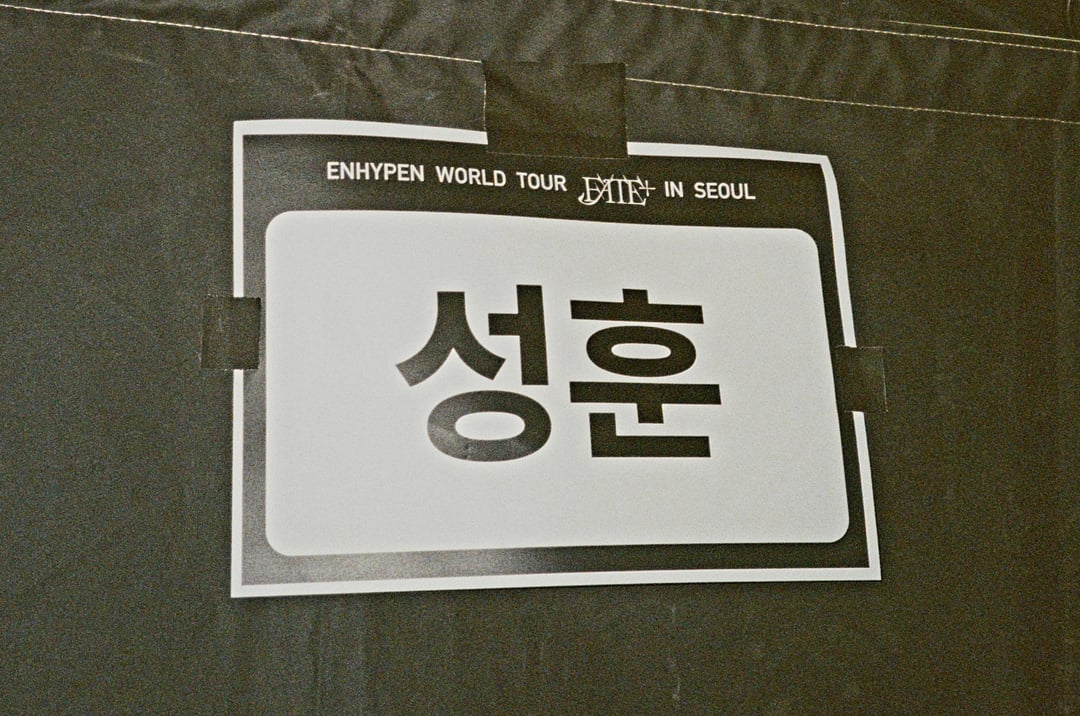 ENHYPEN WORLD TOUR FATE+ IN SEOUL
성훈